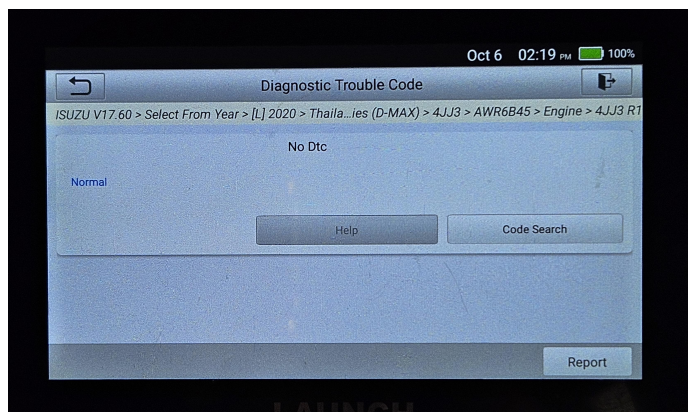 Oct 6 02:19 PM 100%
Diagnostic Trouble Code
ISUZU V17.60 > Select From Year > [L] 2020 > Thaila...ies (D-MAX) > 4JJ3 > AWR6B45 > Engine > 4JJ3 R1
No Dtc
Normal
Help
Code Search
Report
LAUNCH